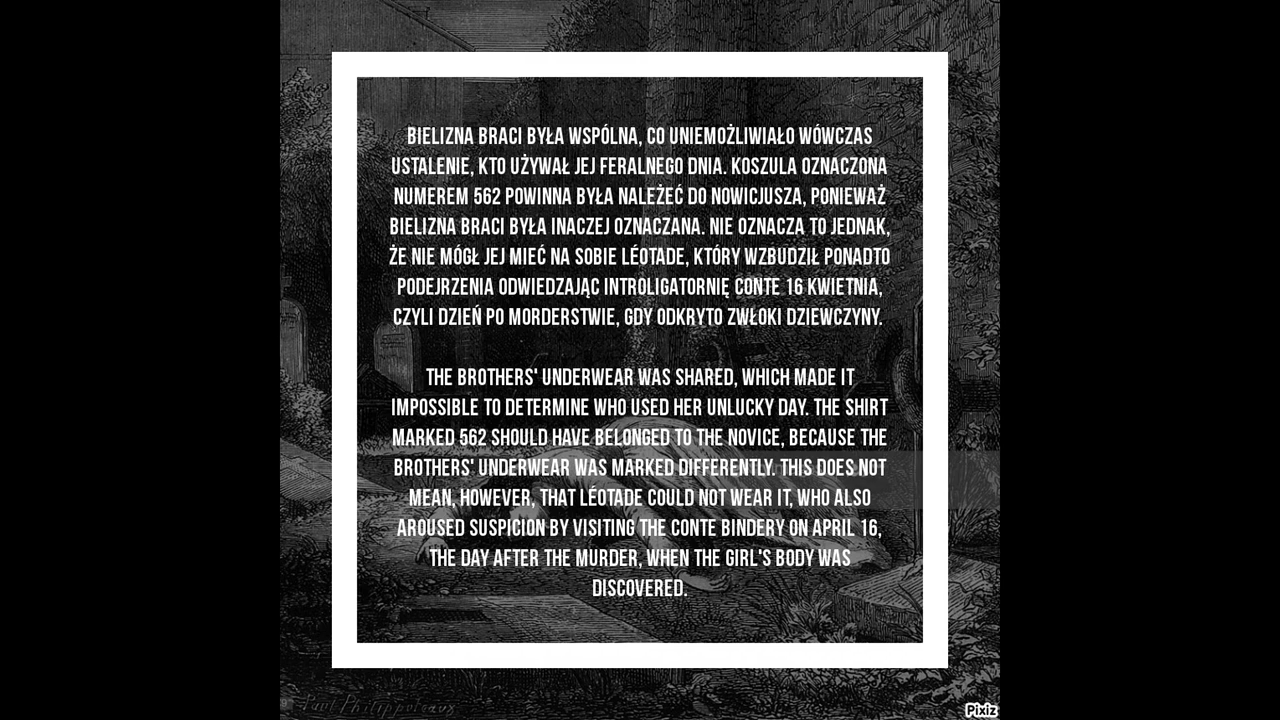 BIELIZNA BRACI BYŁA WSPÓLNA, CO UNIEMOŻLIWIAŁO WÓWCZAS
USTALENIE, KTO UŻYWAŁ JEJ FERALNEGO DNIA. KOSZULA OZNACZONA
NUMEREM 562 POWINNA BYŁA NALEŻEĆ DO NOWICJUSZA, PONIEWAŻ
BIELIZNA BRACI BYŁA INACZEJ OZNACZANA. NIE OZNACZA TO JEDNAK,
ŻE NIE MÓGŁ JEJ MIEĆ NA SOBIE LÉOTADE, KTÓRY WZBUDZIŁ PONADTO
PODEJRZENIA ODWIEDZAJĄC INTROLIGATORNIĘ CONTE 16 KWIETNIA,
CZYLI DZIEŃ PO MORDERSTWIE, GDY ODKRYTO ZWŁOKI DZIEWCZYNY.
THE BROTHERS' UNDERWEAR WAS SHARED, WHICH MADE IT
IMPOSSIBLE TO DETERMINE WHO USED HER UNLUCKY DAY. THE SHIRT
MARKED 562 SHOULD HAVE BELONGED TO THE NOVICE, BECAUSE THE
BROTHERS' UNDERWEAR WAS MARKED DIFFERENTLY. THIS DOES NOT
MEAN, HOWEVER, THAT LÉOTADE COULD NOT WEAR IT, WHO ALSO
AROUSED SUSPICION BY VISITING THE CONTE BINDERY ON APRIL 16,
THE DAY AFTER THE MURDER, WHEN THE GIRL'S BODY WAS
DISCOVERED.
Paul Philippoteaux
Pixiz